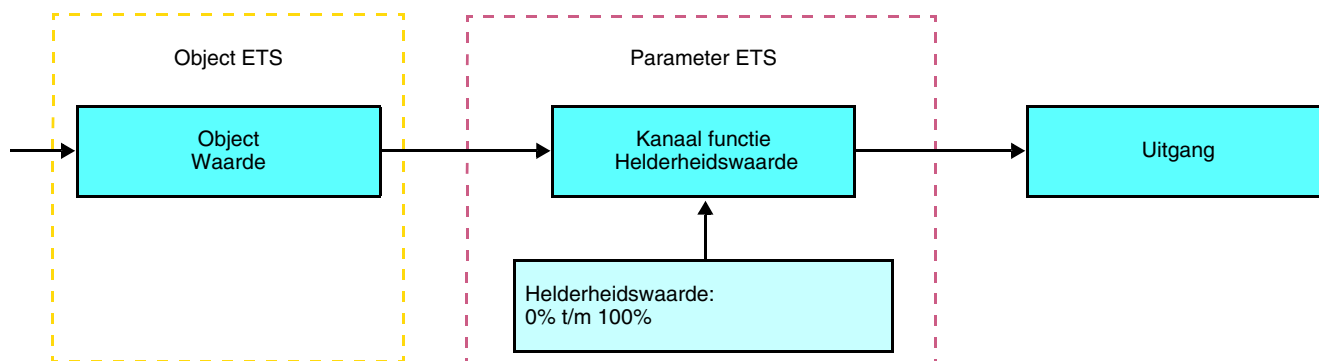 Object ETS
Parameter ETS
Object
Waarde
Kanaal functie
Helderheidswaarde
Uitgang
Helderheidswaarde:
0% t/m 100%